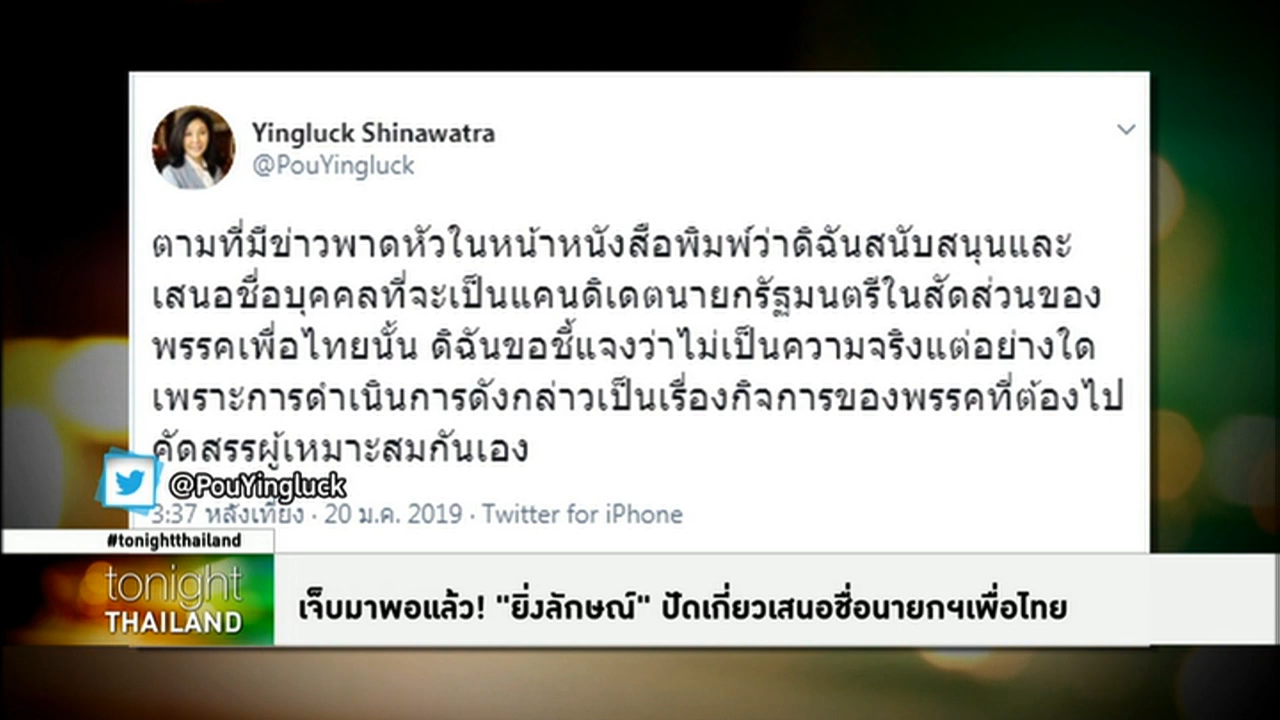 Yingluck Shinawatra
@PouYingluck
ตามที่มีข่าวพาดหัวในหน้าหนังสือพิมพ์ว่าดิฉันสนับสนุนและ
เสนอชื่อบุคคลที่จะเป็นแคนดิเดตนายกรัฐมนตรีในสัดส่วนของ
พรรคเพื่อไทยนั้น ดิฉันขอชี้แจงว่าไม่เป็นความจริงแต่อย่างใด
เพราะการดำเนินการดังกล่าวเป็นเรื่องกิจการของพรรคที่ต้องไป
คัดสรรผู้เหมาะสมกันเอง
@PouYingluck
3:37 หลังเที่ยง · 20 ม.ค. 2019 · Twitter for iPhone
#tonightthailand
tonight
THAILAND
เจ็บมาพอแล้ว! "ยิ่งลักษณ์" ปัดเกี่ยวเสนอชื่อนายกฯเพื่อไทย